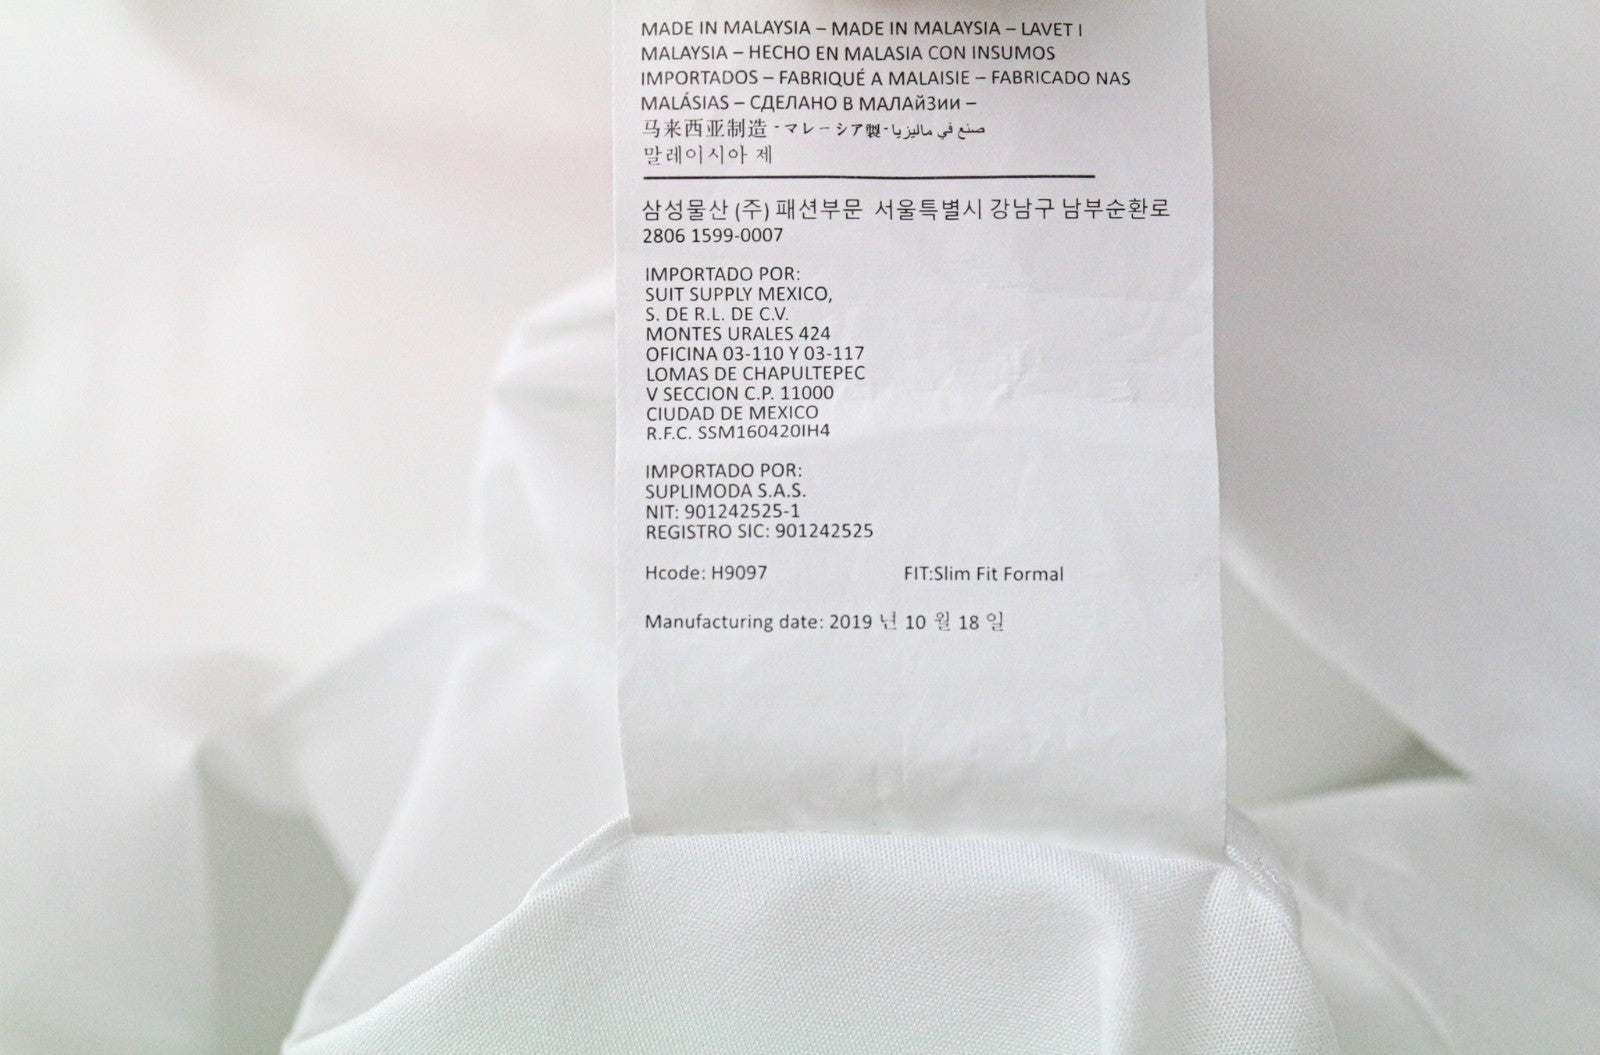 MADE IN MALAYSIA – MADE IN MALAYSIA – LAVET I
MALAYSIA – HECHO EN MALASIA CON INSUMOS
IMPORTADOS – FABRIQUÉ A MALAISIE – FABRICADO NAS
MALÁSIAS – СДЕЛАНО В МАЛАйЗии –
马来西亚制造 - マレーシア製 - صنع في ماليزيا
말레이시아 제
삼성물산 (주) 패션부문 서울특별시 강남구 남부순환로
2806 1599-0007
IMPORTADO POR:
SUIT SUPPLY MEXICO,
S. DE R.L. DE C.V.
MONTES URALES 424
OFICINA 03-110 Y 03-117
LOMAS DE CHAPULTEPEC
V SECCION C.P. 11000
CIUDAD DE MEXICO
R.F.C. SSM160420IH4
IMPORTADO POR:
SUPLIMODA S.A.S.
NIT: 901242525-1
REGISTRO SIC: 901242525
Hcode: H9097 FIT:Slim Fit Formal
Manufacturing date: 2019 년 10 월 18 일